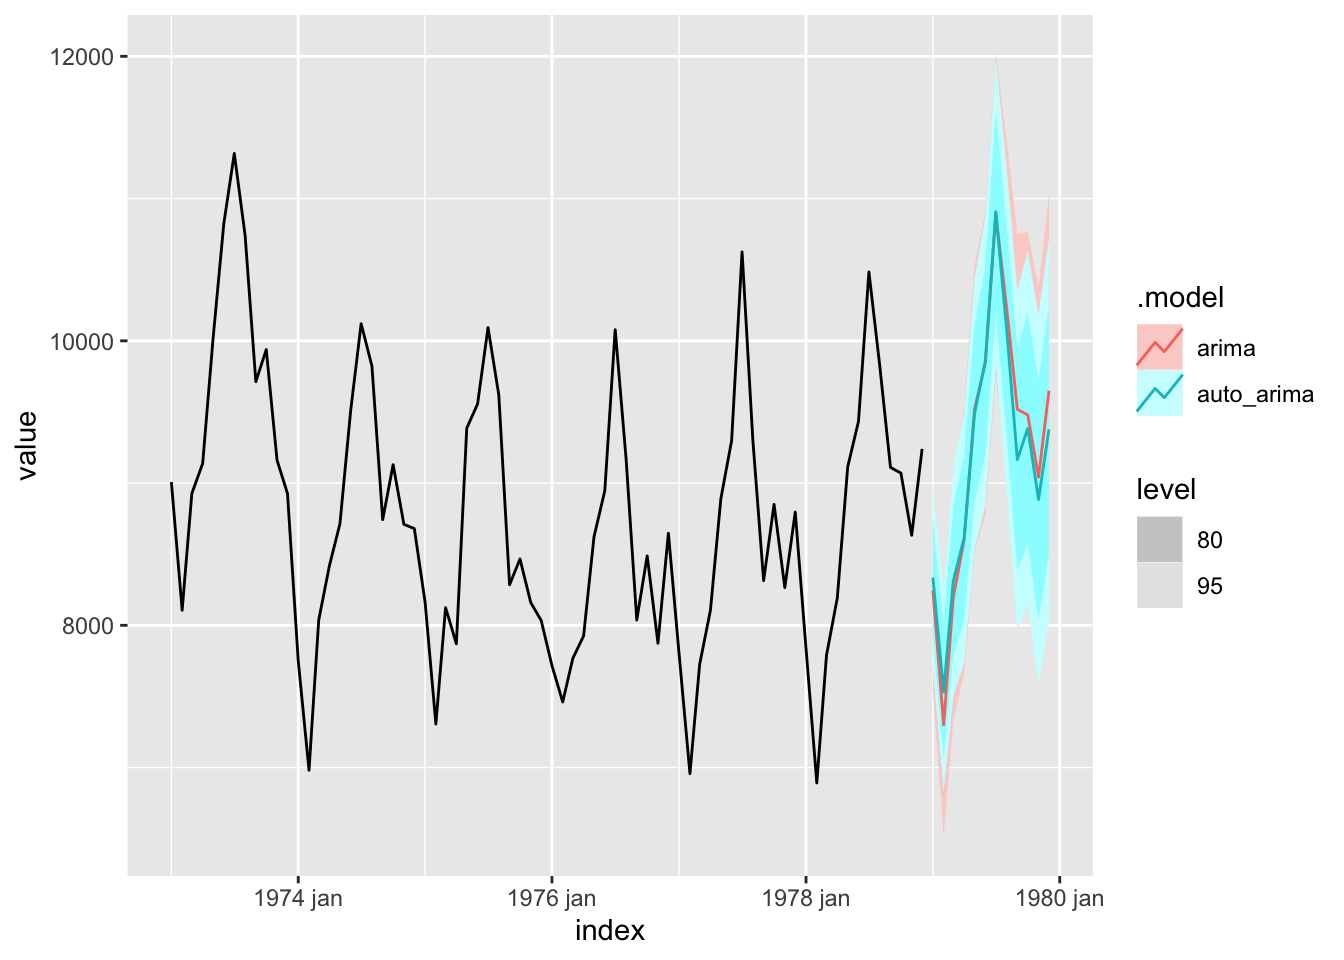 12000
10000
8000
value
1974 jan
1976 jan
1978 jan
1980 jan
index
.model
arima
auto_arima
level
80
95